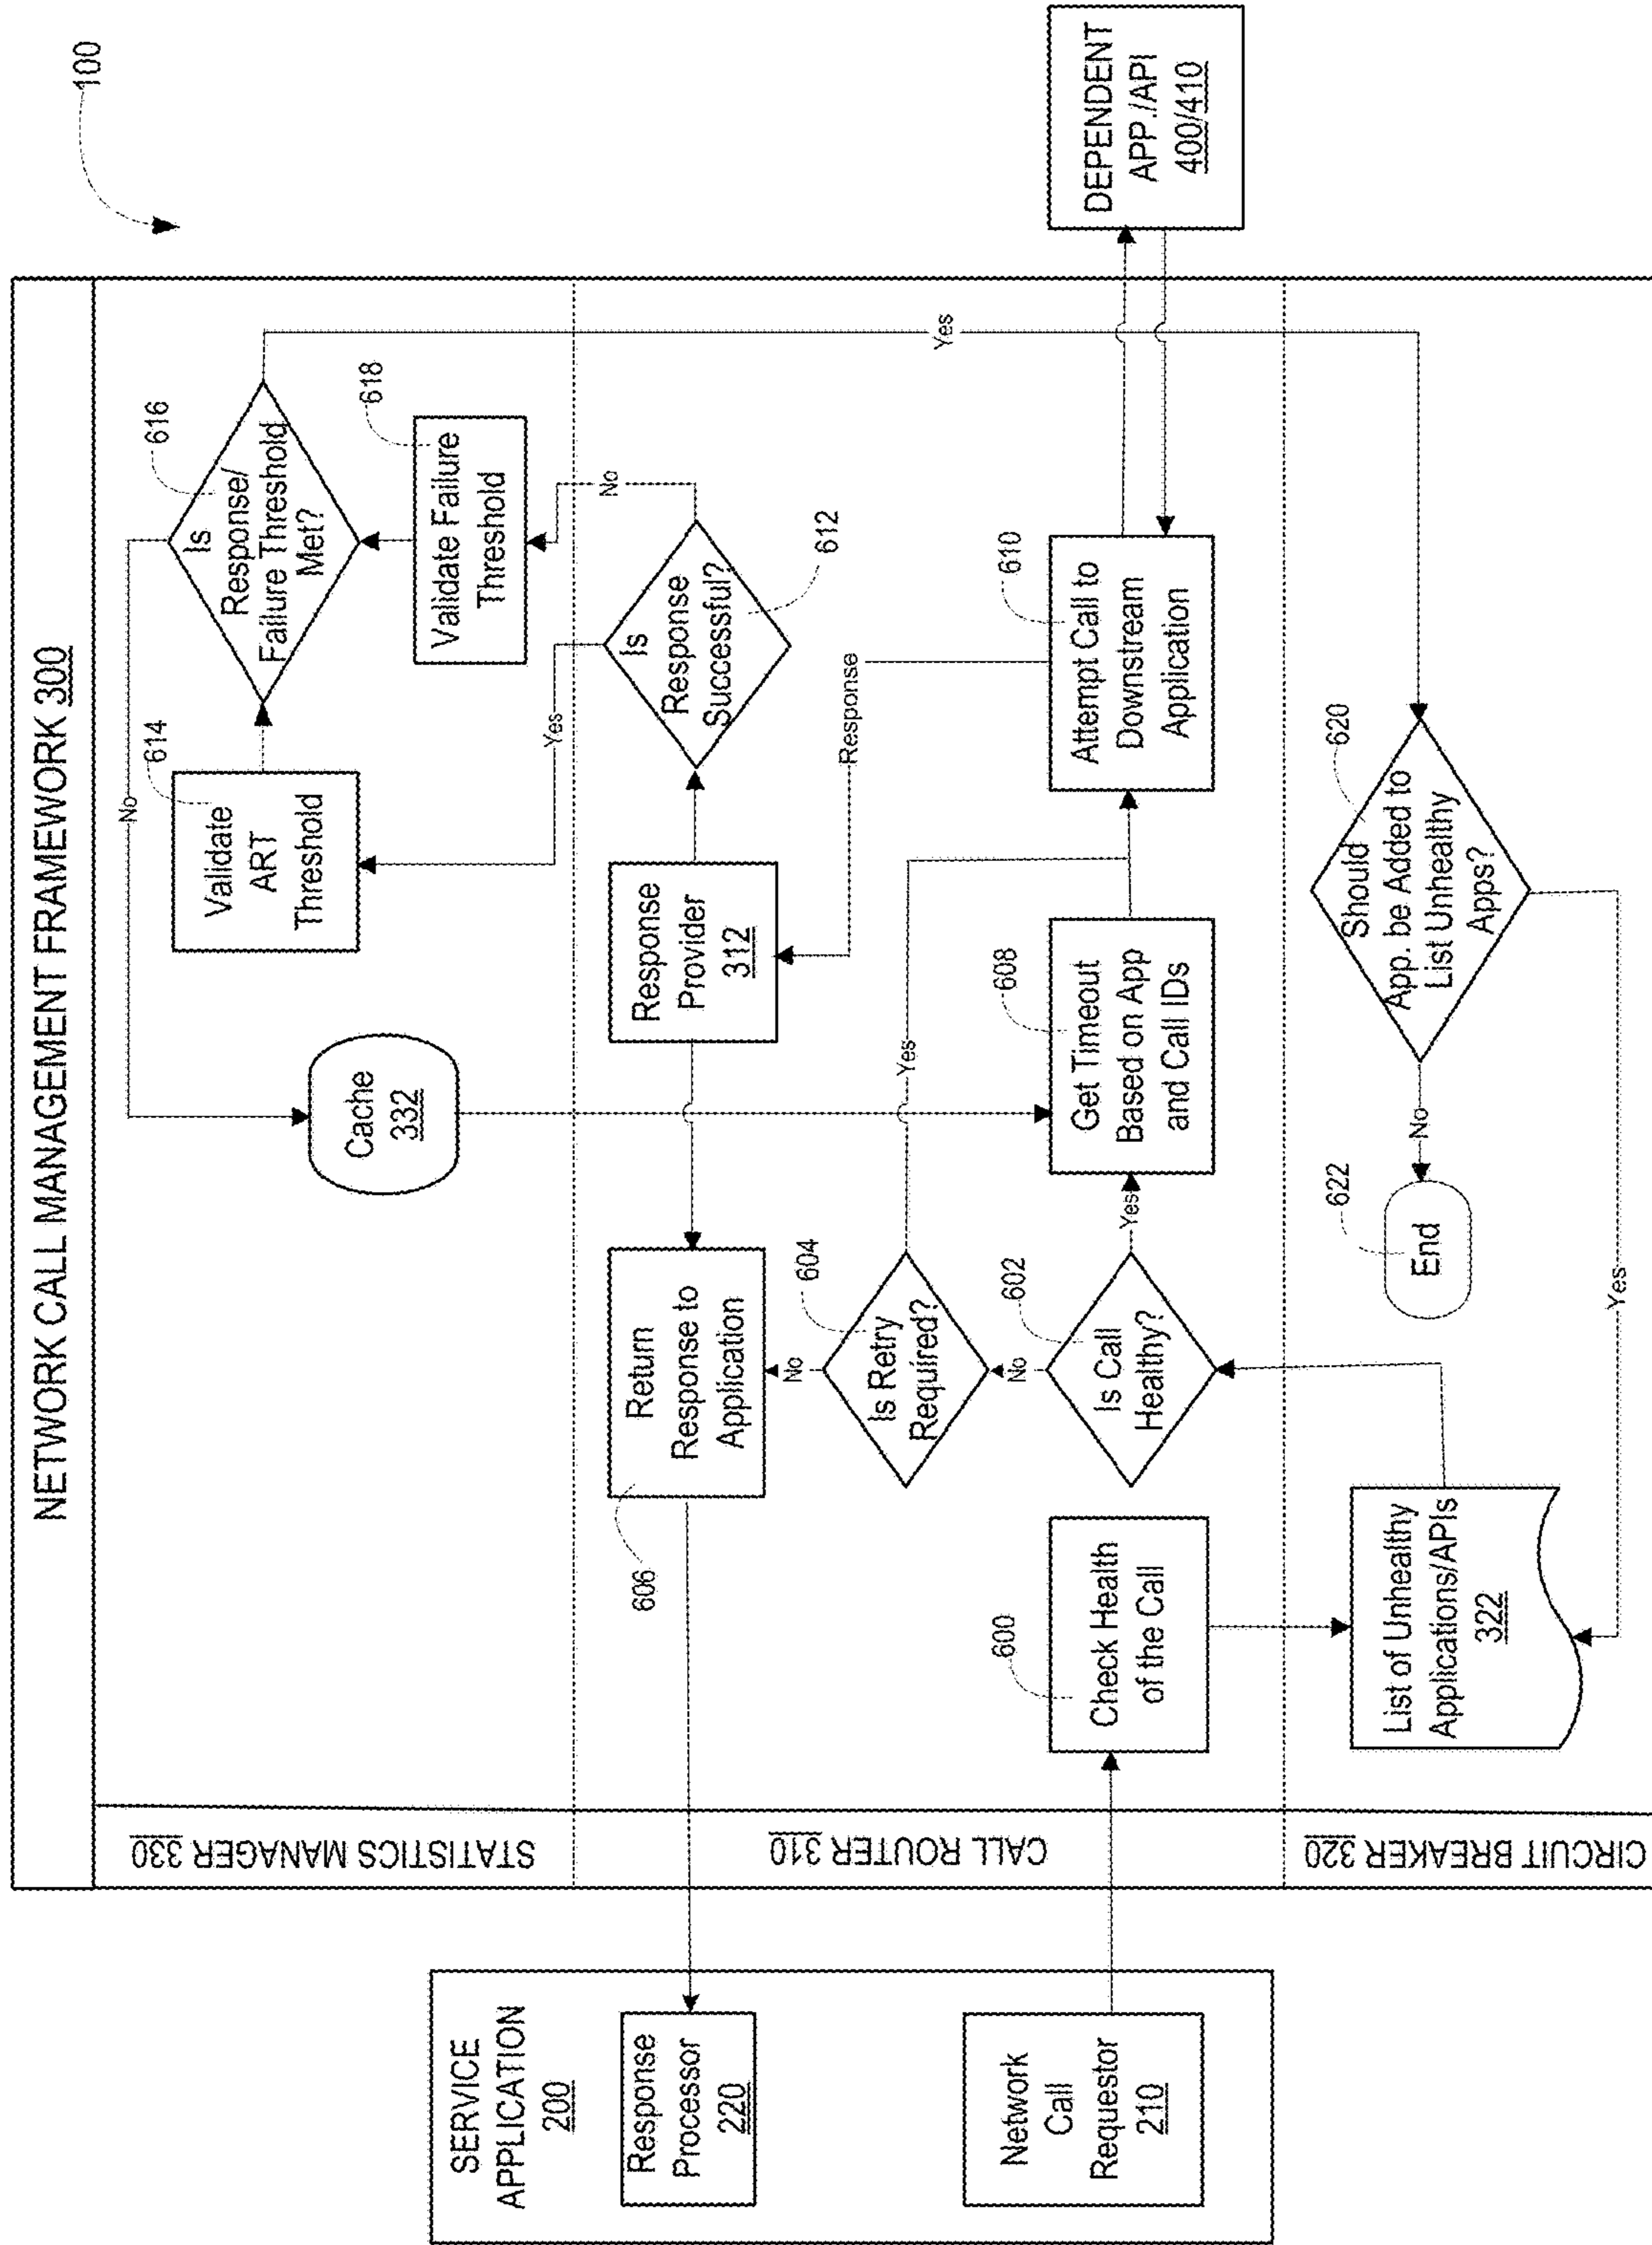 NETWORK CALL MANAGEMENT FRAMEWORK 300
100
SERVICE
APPLICATION
200
Response
Processor
220
Network
Call
Requestor
210
STATISTICS MANAGER 330
CALL ROUTER 310
CIRCUIT BREAKER 320
No
Cache
332
614
Validate
ART
Threshold
616
Is
Response/
Failure Threshold
Met?
618
Validate Failure
Threshold
Yes
606
Return
Response to
Application
Response
Provider
312
Yes
Is
Response
Successful?
612
No
No
604
Is Retry
Required?
Yes
Response
600
Check Health
of the Call
No
602
Is Call
Healthy?
Yes
608
Get Timeout
Based on App
and Call IDs
610
Attempt Call to
Downstream
Application
DEPENDENT
APP./API
400/410
List of Unhealthy
Applications/APIs
322
622
End
No
620
Should
App. be Added to
List Unhealthy
Apps?
Yes